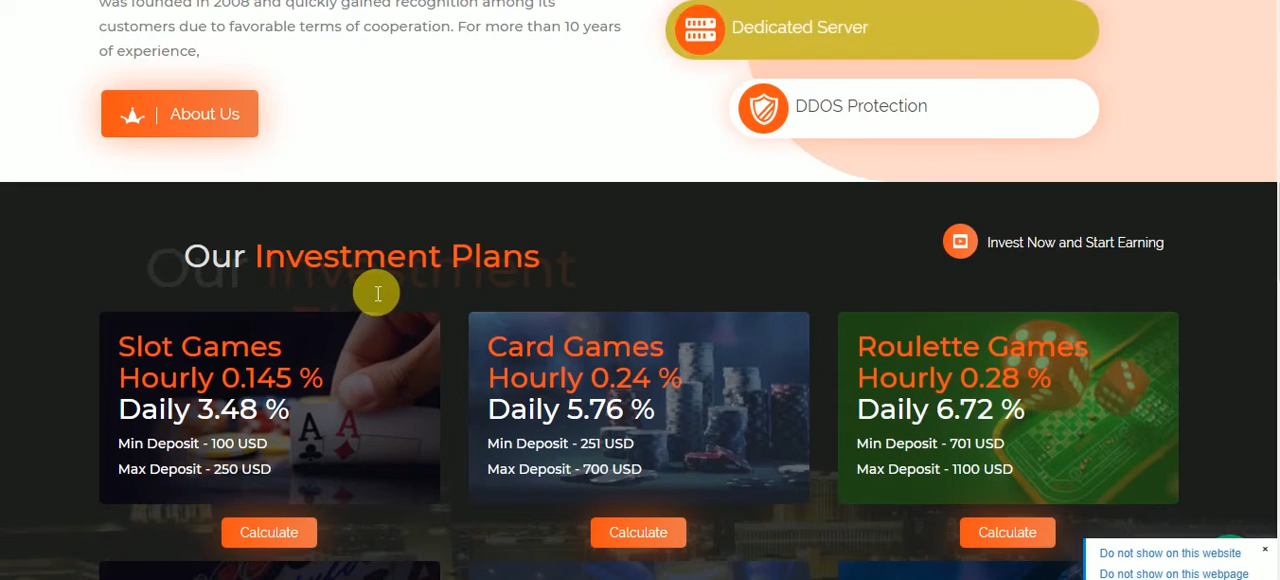 was founded in 2008 and quickly gained recognition among its
customers due to favorable terms of cooperation. For more than 10 years
of experience,
About Us
Dedicated Server
DDOS Protection
Our Investment Plans
Our Investment
Invest Now and Start Earning
Slot Games
Hourly 0.145 %
Daily 3.48 %
Min Deposit - 100 USD
Max Deposit - 250 USD
Calculate
Card Games
Hourly 0.24 %
Daily 5.76 %
Min Deposit - 251 USD
Max Deposit - 700 USD
Calculate
Roulette Games
Hourly 0.28 %
Daily 6.72 %
Min Deposit - 701 USD
Max Deposit - 1100 USD
Calculate
Do not show on this website
Do not show on this webpage